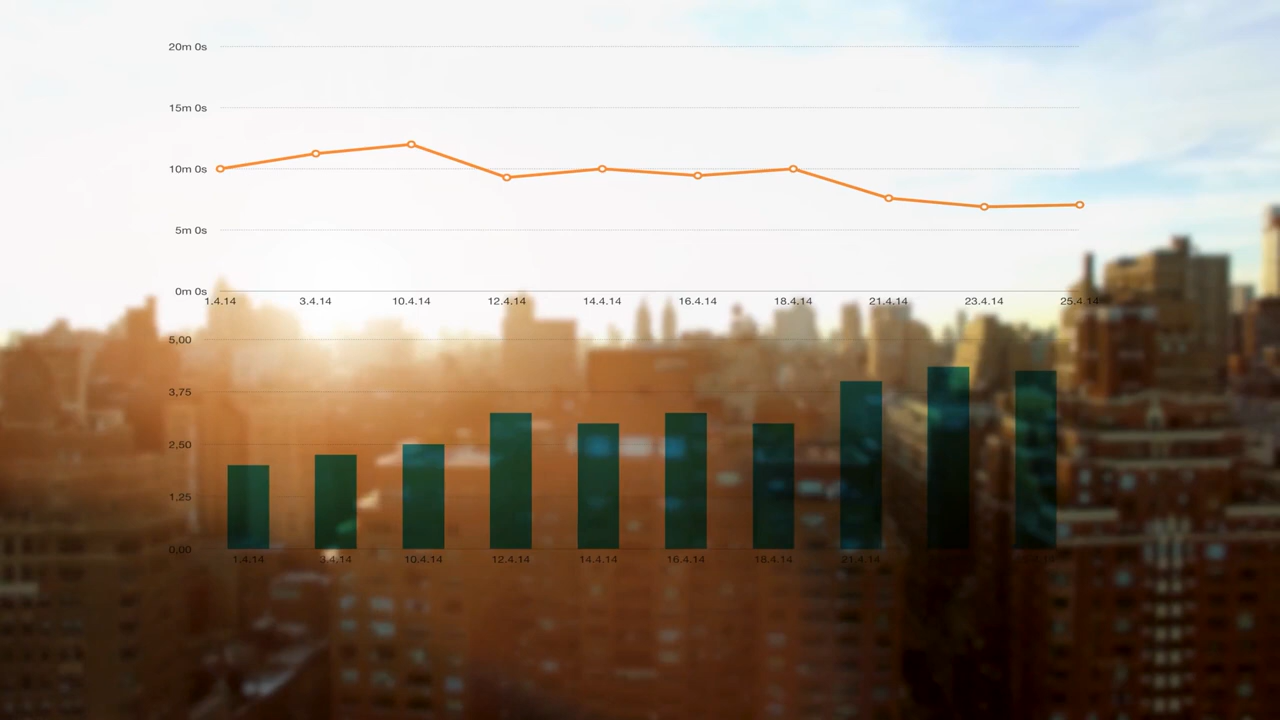 20m 0s
15m 0s
10m 0s
5m 0s
0m 0s
1.4.14 3.4.14 10.4.14 12.4.14 14.4.14 16.4.14 18.4.14 21.4.14 23.4.14 25.4.14
5,00
3,75
2,50
1,25
0,00
1.4.14 3.4.14 10.4.14 12.4.14 14.4.14 16.4.14 18.4.14 21.4.14